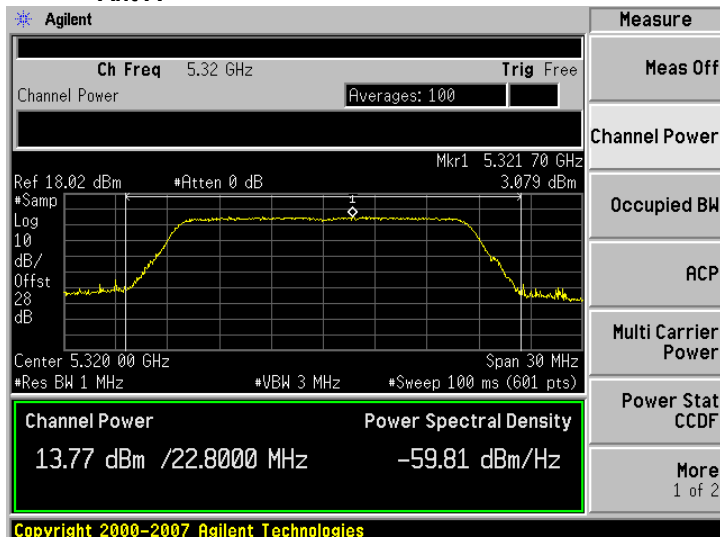 Agilent
Measure
Ch Freq 5.32 GHz Trig Free
Channel Power Averages: 100
Mkr1 5.321 70 GHz
Ref 18.02 dBm #Atten 0 dB 3.079 dBm
#Samp
Log
10
dB/
Offst
28
dB
1
Center 5.320 00 GHz Span 30 MHz
#Res BW 1 MHz #VBW 3 MHz #Sweep 100 ms (601 pts)
Channel Power Power Spectral Density
13.77 dBm /22.8000 MHz -59.81 dBm/Hz
Copyright 2000-2007 Agilent Technologies
Meas Off
Channel Power
Occupied BW
ACP
Multi Carrier
Power
Power Stat
CCDF
More
1 of 2